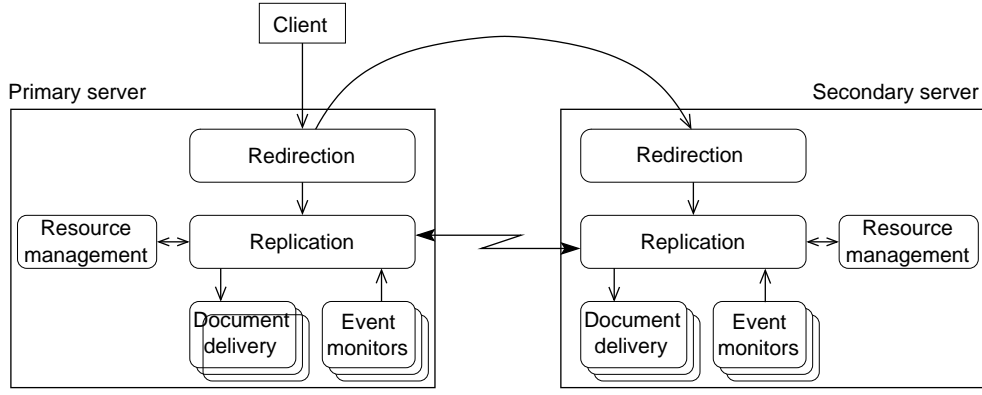 Client
Primary server
Secondary server
Redirection
Redirection
Resource
management
Replication
Replication
Resource
management
Document
delivery
Event
monitors
Document
delivery
Event
monitors